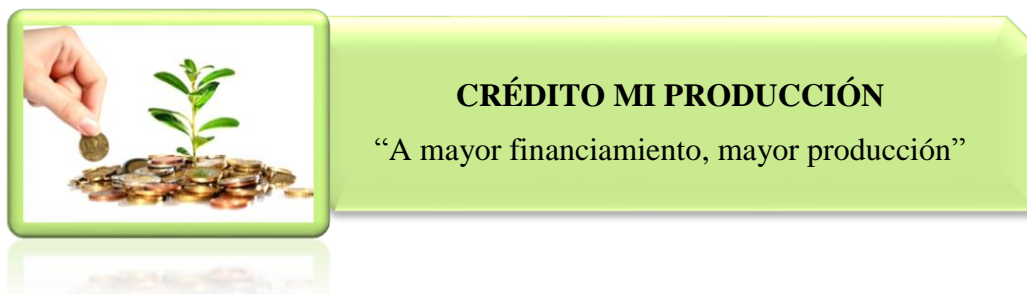 CRÉDITO MI PRODUCCIÓN
“A mayor financiamiento, mayor producción”